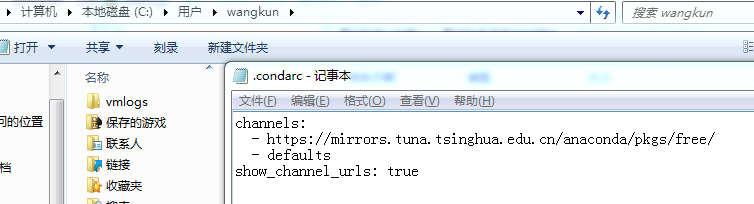 计算机 ▸ 本地磁盘 (C:) ▸ 用户 ▸ wangkun
搜索 wangkun
打开 共享 刻录 新建文件夹
名称
vmlogs
保存的游戏
联系人
链接
收藏夹
问的位置
档
.condarc - 记事本
文件(F) 编辑(E) 格式(O) 查看(V) 帮助(H)
channels:
  - https://mirrors.tuna.tsinghua.edu.cn/anaconda/pkgs/free/
  - defaults
show_channel_urls: true